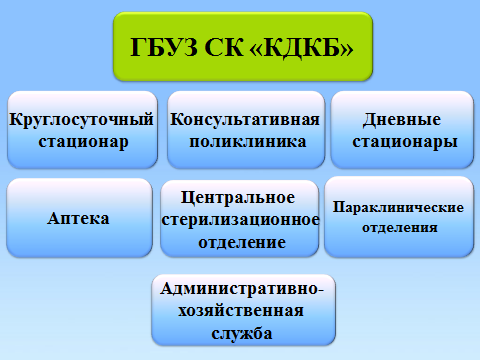 ГБУЗ СК «КДКБ»
Круглосуточный
стационар
Консультативная
поликлиника
Дневные
стационары
Аптека
Центральное
стерилизационное
отделение
Параклинические
отделения
Административно-
хозяйственная
служба